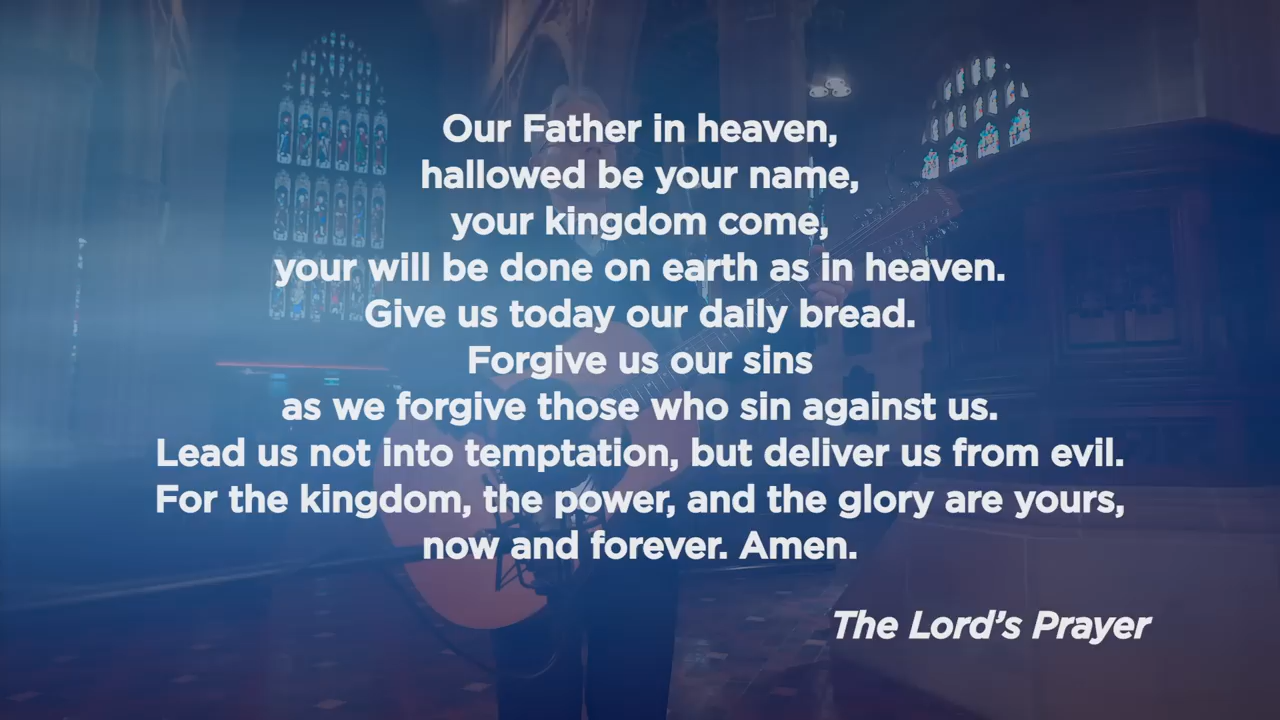 Our Father in heaven,
hallowed be your name,
your kingdom come,
your will be done on earth as in heaven.
Give us today our daily bread.
Forgive us our sins
as we forgive those who sin against us.
Lead us not into temptation, but deliver us from evil.
For the kingdom, the power, and the glory are yours,
now and forever. Amen.
The Lord's Prayer